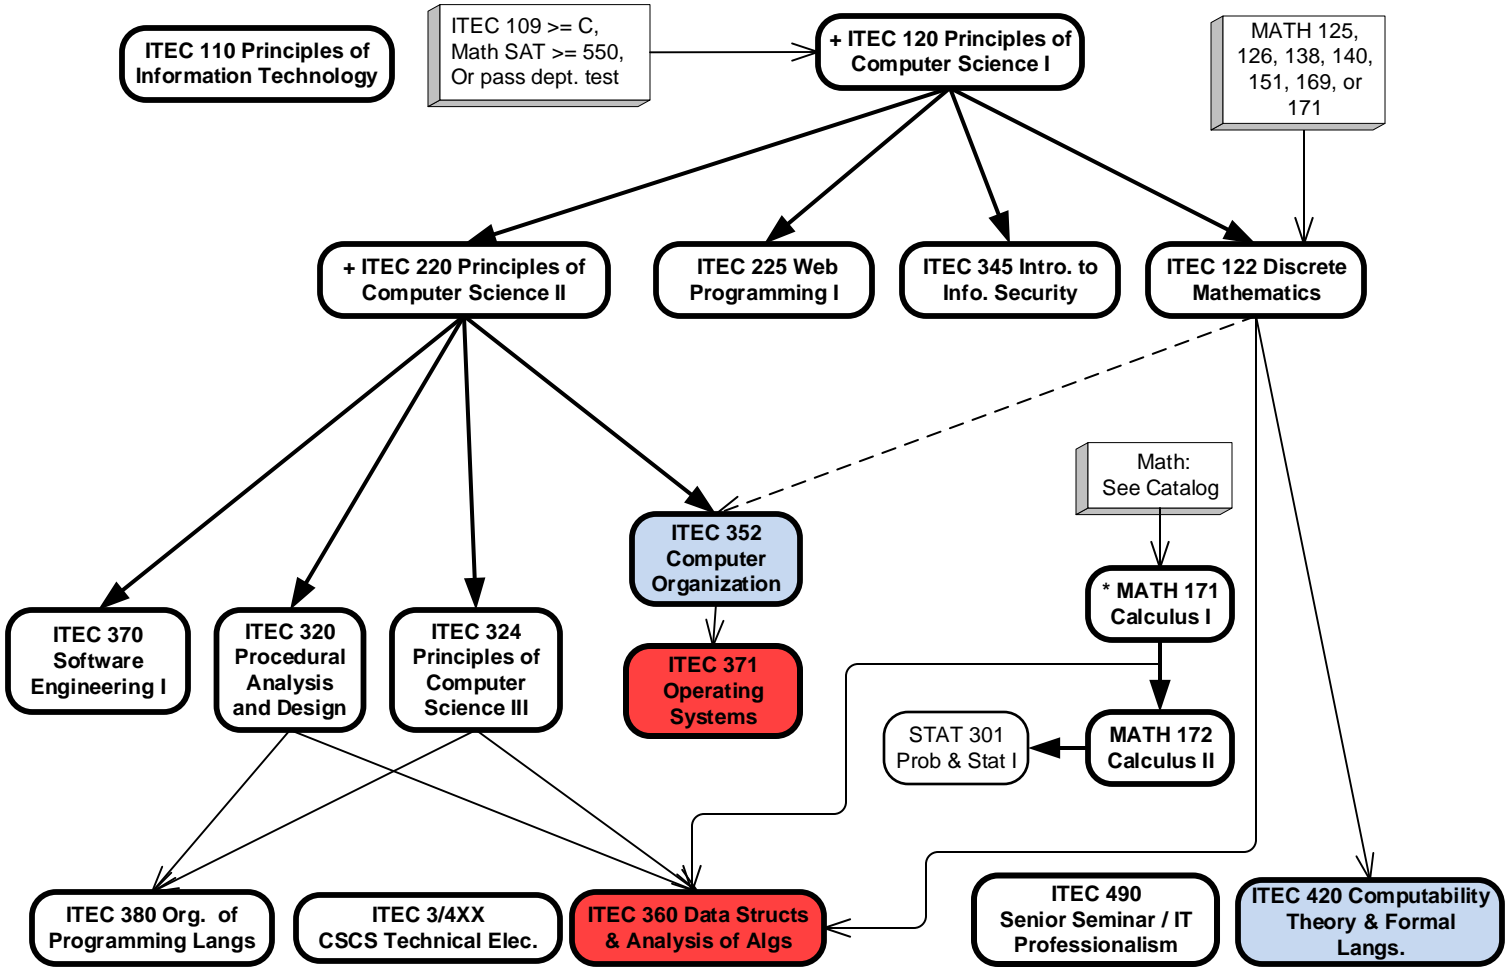 ITEC 110 Principles of
Information Technology
ITEC 109 >= C,
Math SAT >= 550,
Or pass dept. test
+ ITEC 120 Principles of
Computer Science I
MATH 125,
126, 138, 140,
151, 169, or
171
+ ITEC 220 Principles of
Computer Science II
ITEC 225 Web
Programming I
ITEC 345 Intro. to
Info. Security
ITEC 122 Discrete
Mathematics
Math:
See Catalog
ITEC 352
Computer
Organization
* MATH 171
Calculus I
ITEC 370
Software
Engineering I
ITEC 320
Procedural
Analysis
and Design
ITEC 324
Principles of
Computer
Science III
ITEC 371
Operating
Systems
STAT 301
Prob & Stat I
MATH 172
Calculus II
ITEC 380 Org. of
Programming Langs
ITEC 3/4XX
CSCS Technical Elec.
ITEC 360 Data Structs
& Analysis of Algs
ITEC 490
Senior Seminar / IT
Professionalism
ITEC 420 Computability
Theory & Formal
Langs.